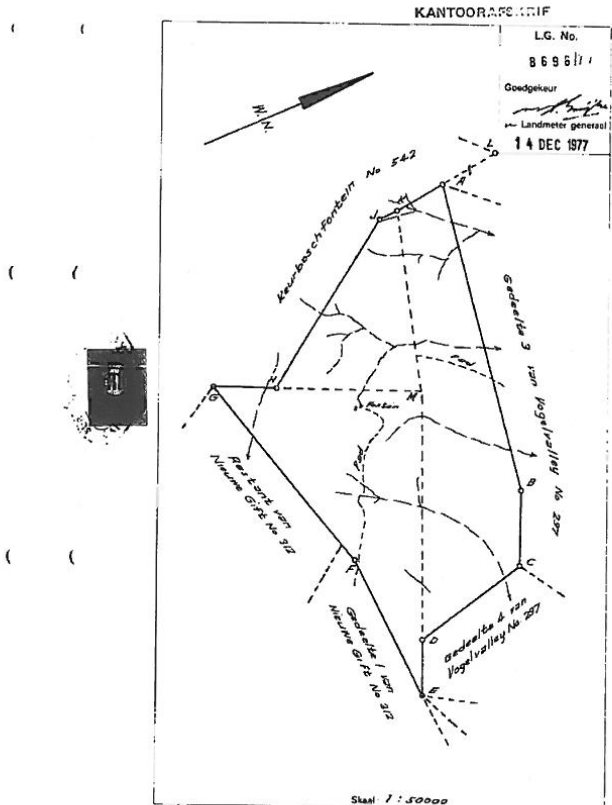 KANTOORAFSKRIF
L.G. No.
8696/77
Goedgekeur
Landmeter generaal
14 DEC 1977
W.N.
L
A
K
J
Keurboschfontein No 542
Gedeelte 3 van Vogelvalley No 297
Pad
G
H
M
Fontein
Pad
B
Restant van
Nieuwe Gift No 312
F
C
Gedeelte 1 van
Nieuwe Gift No 312
D
Gedeelte 4 van
Vogelvalley No 297
E
Skaal 1 : 50000